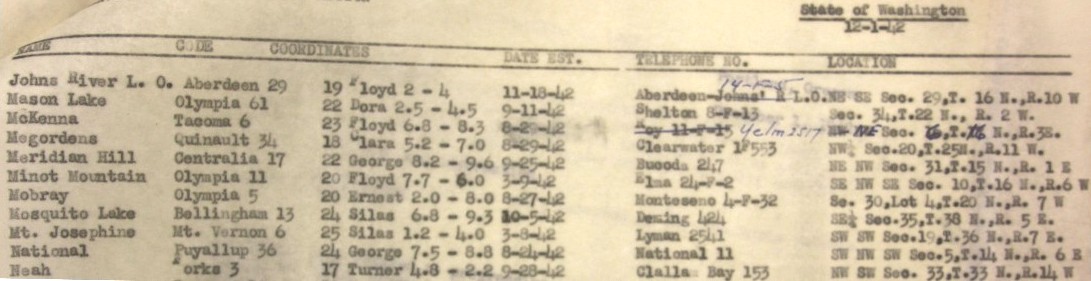 State of Washington
12-1-42
NAME CODE COORDINATES DATE EST. TELEPHONE NO. LOCATION
74-F-5
Johns River L. O. Aberdeen 29 19 Floyd 2 - 4 11-18-42 Aberdeen-Johns R L.O. NE SE Sec. 29,T. 16 N.,R.10 W
Mason Lake Olympia 61 22 Dora 2.5 - 4.5 9-11-42 Shelton 8-F-13 Sec. 34,T.22 N., R. 2 W.
McKenna Tacoma 6 23 Floyd 6.8 - 8.3 8-29-42 Roy 11-F-13 Yelm 2517 NW NE Sec. T. N.,R.3E.
Megordens Quinault 34 18 Clara 5.2 - 7.0 8-29-42 Clearwater 1F553 NW¼ Sec.20,T.25N.,R.11 W.
Meridian Hill Centralia 17 22 George 8.2 - 9.6 9-25-42 Bucoda 247 NE NW Sec. 31,T.15 N., R. 1 E
Minot Mountain Olympia 11 20 Floyd 7.7 - 6.0 3-9-42 Elma 24-F-2 SE NW SE Sec. 10,T.16 N.,R.6 W
Mobray Olympia 5 20 Ernest 2.0 - 8.0 8-27-42 Monteseno 4-F-32 Se. 30,Lot 4,T.20 N., R. 7 W
Mosquito Lake Bellingham 13 24 Silas 6.8 - 9.3 10-5-42 Deming 424 SE¼ Sec.35,T.38 N.,R. 5 E.
Mt. Josephine Mt. Vernon 6 25 Silas 1.2 - 4.0 3-8-42 Lyman 2541 SW SW Sec.19,T.36 N.,R.7 E.
National Puyallup 36 24 George 7.5 - 8.8 8-24-42 National 11 SW NW SW Sec.5,T.14 N., R. 6 E
Neah Forks 3 17 Turner 4.8 - 2.2 9-28-42 Clalla Bay 153 NW SW Sec. 33,T.33 N.,R.14 W